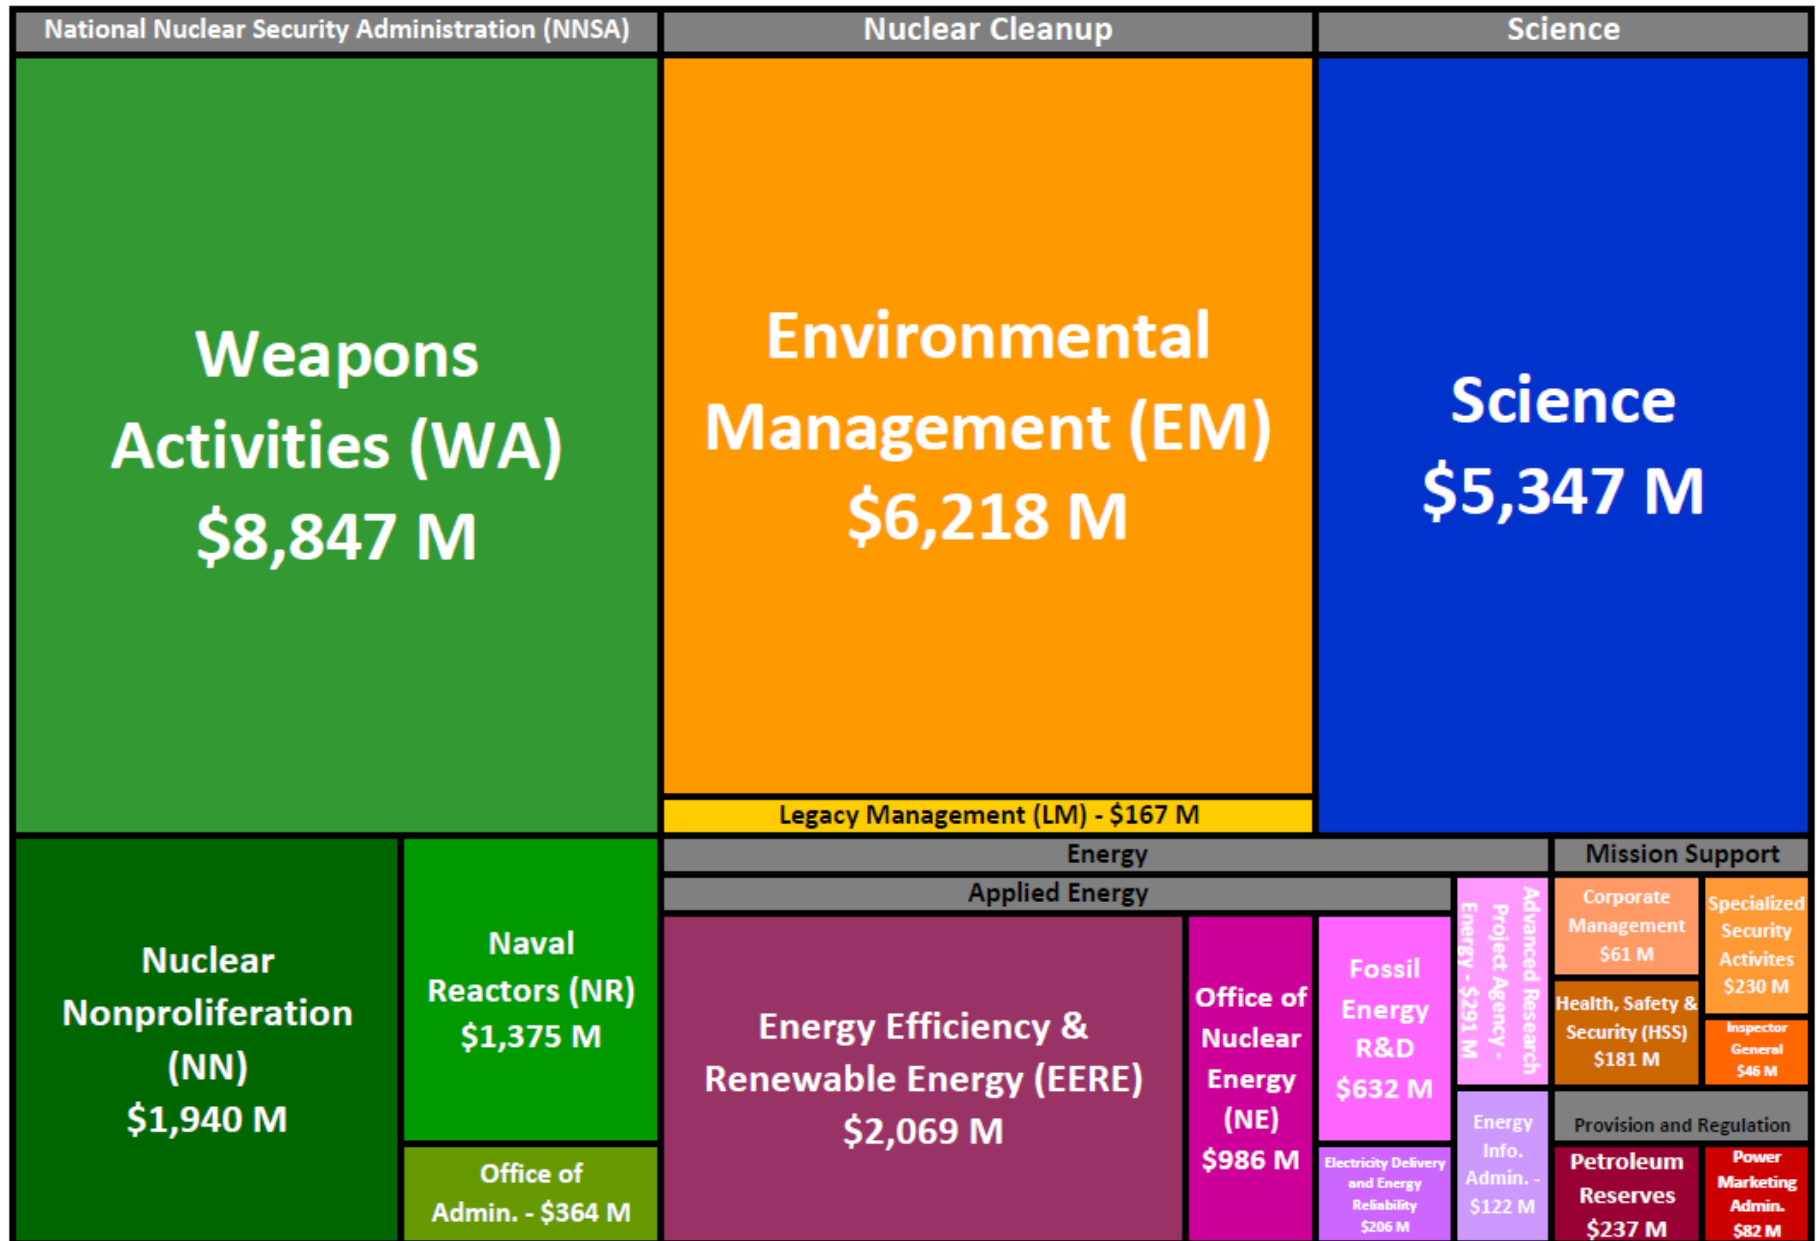 National Nuclear Security Administration (NNSA)
Nuclear Cleanup
Science
Weapons
Activities (WA)
$8,847 M
Environmental
Management (EM)
$6,218 M
Science
$5,347 M
Legacy Management (LM) - $167 M
Nuclear
Nonproliferation
(NN)
$1,940 M
Naval
Reactors (NR)
$1,375 M
Office of
Admin. - $364 M
Energy
Applied Energy
Energy Efficiency &
Renewable Energy (EERE)
$2,069 M
Office of
Nuclear
Energy
(NE)
$986 M
Fossil
Energy
R&D
$632 M
Electricity Delivery
and Energy
Reliability
$206 M
Advanced Research
Project Agency -
Energy - $291 M
Energy
Info.
Admin. -
$122 M
Mission Support
Corporate
Management
$61 M
Specialized
Security
Activites
$230 M
Health, Safety &
Security (HSS)
$181 M
Inspector
General
$46 M
Provision and Regulation
Petroleum
Reserves
$237 M
Power
Marketing
Admin.
$82 M